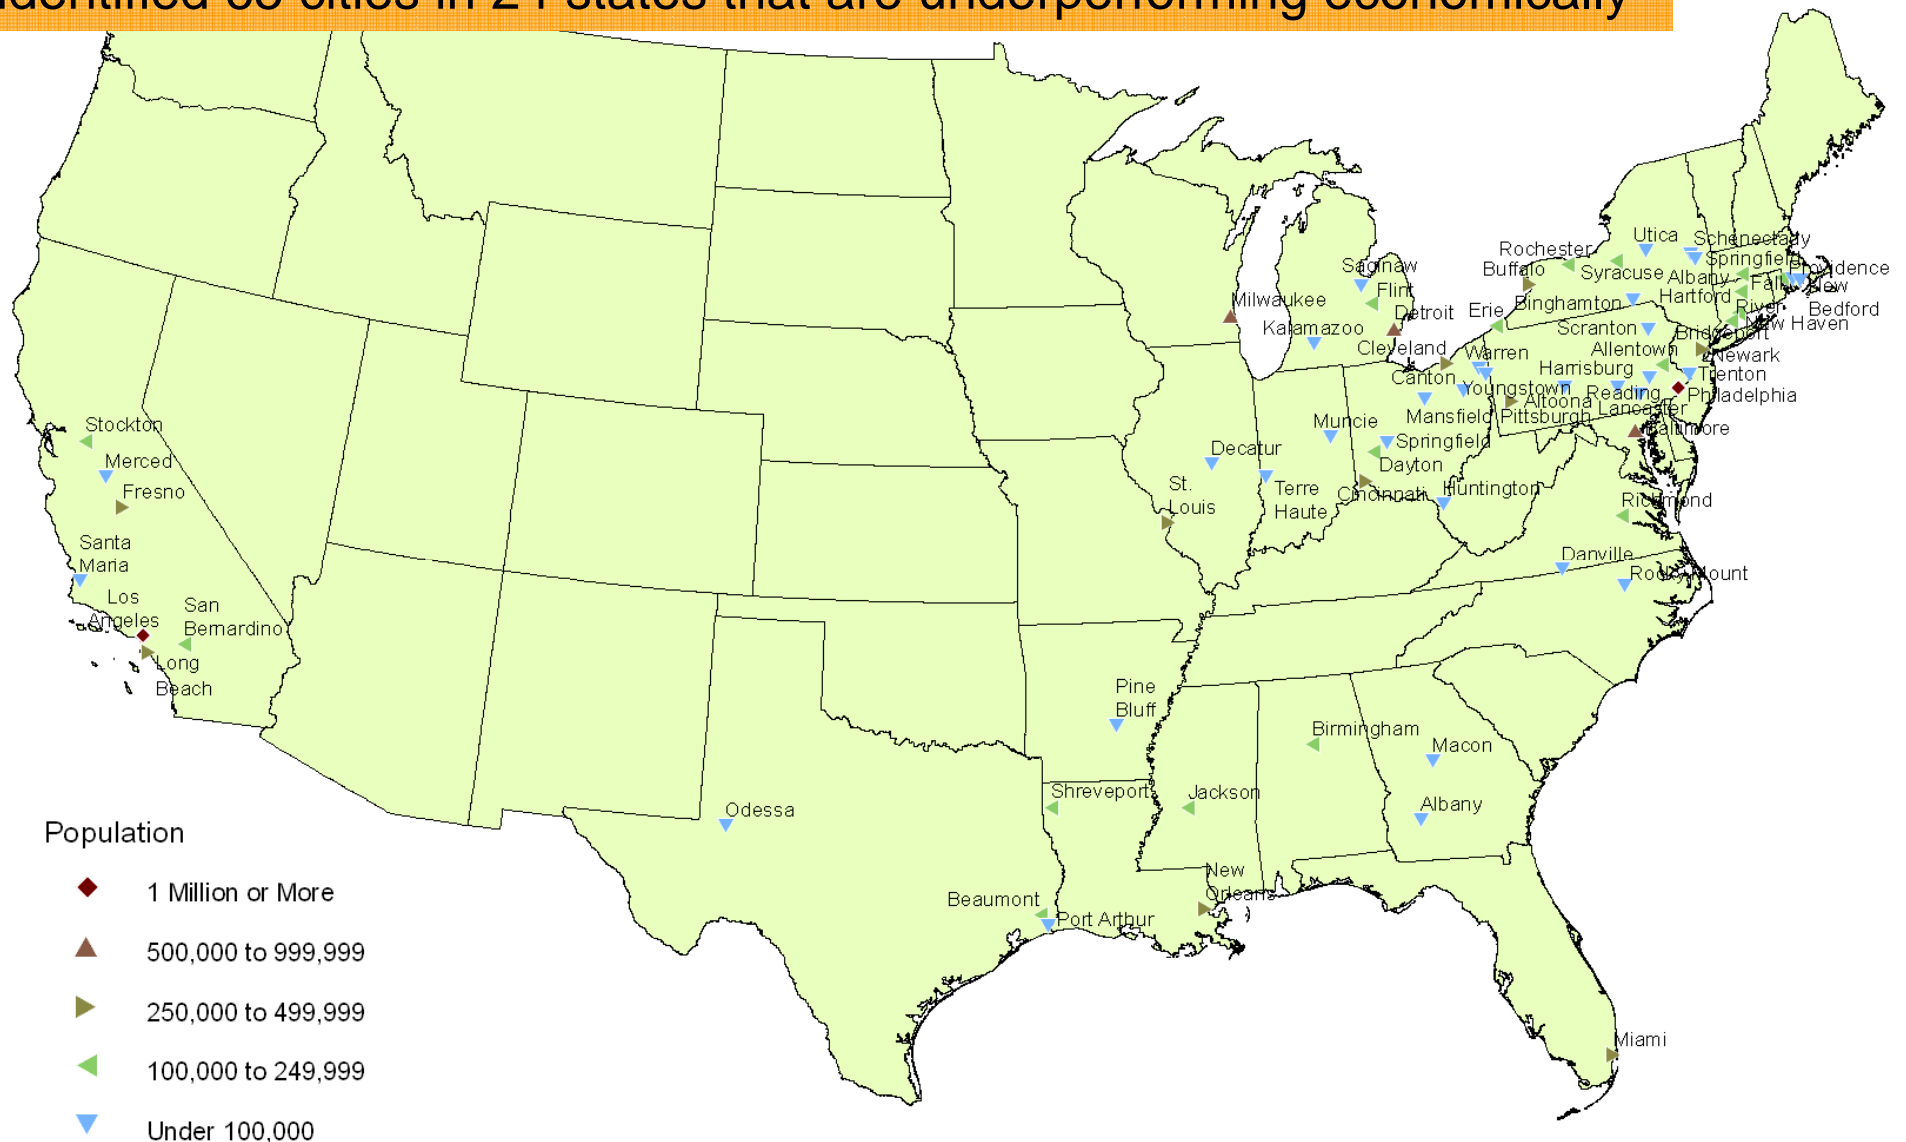 cities in states that are underperforming economically
Utica
Schenectady
Rochester
Springfield
Buffalo
Syracuse
Albany
Providence
Saginaw
Fall
River
New
Bedford
Flint
Hartford
Milwaukee
Binghamton
Detroit
Erie
New Haven
Kalamazoo
Scranton
Bridgeport
Cleveland
Warren
Allentown
Newark
Harrisburg
Trenton
Canton
Youngstown
Reading
Philadelphia
Altoona
Lancaster
Mansfield
Pittsburgh
Muncie
Baltimore
Springfield
Stockton
Decatur
Dayton
Merced
St.
Louis
Terre
Haute
Cincinnati
Huntington
Fresno
Richmond
Santa
Maria
Danville
Rocky Mount
Los
Angeles
San
Bernardino
Long
Beach
Pine
Bluff
Birmingham
Macon
Shreveport
Jackson
Albany
Odessa
New
Orleans
Beaumont
Port Arthur
Miami
Population
1 Million or More
500,000 to 999,999
250,000 to 499,999
100,000 to 249,999
Under 100,000